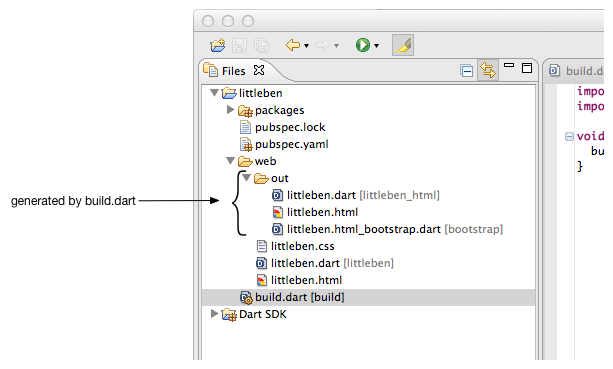 Files
build.d
littleben
packages
pubspec.lock
pubspec.yaml
web
out
littleben.dart [littleben_html]
littleben.html
littleben.html_bootstrap.dart [bootstrap]
littleben.css
littleben.dart [littleben]
littleben.html
build.dart [build]
Dart SDK
generated by build.dart
impo
impo
void
bu
}